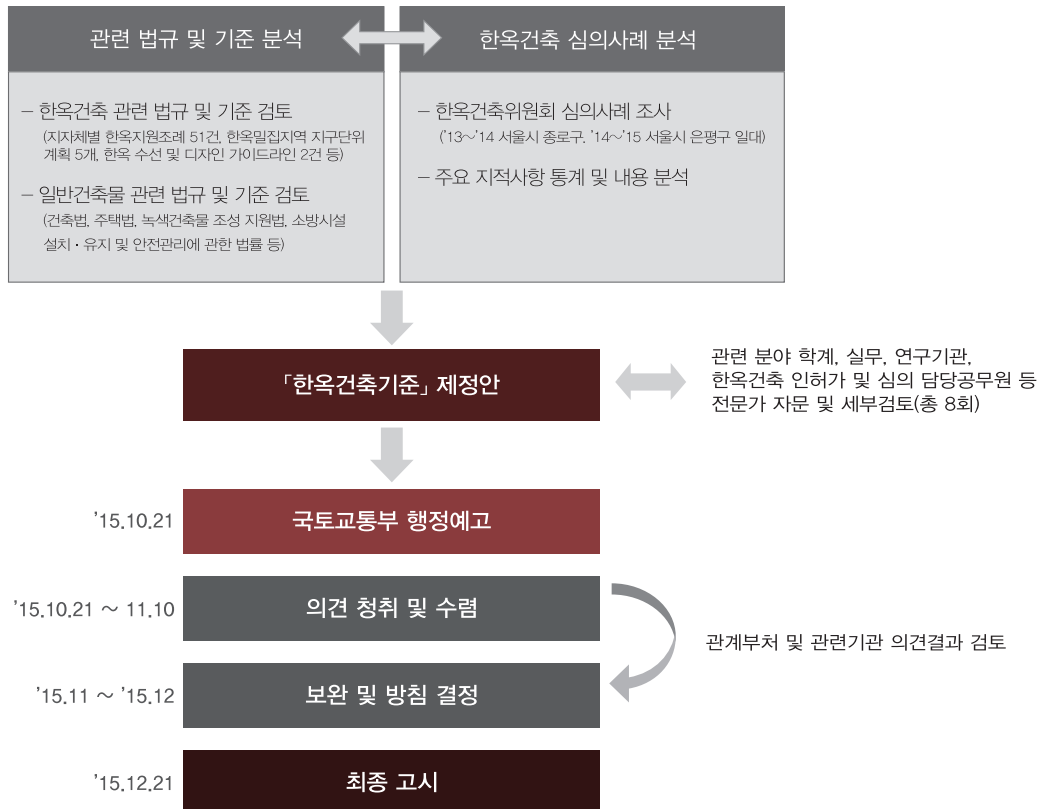 관련 법규 및 기준 분석
– 한옥건축 관련 법규 및 기준 검토
(지자체별 한옥지원조례 51건, 한옥밀집지역 지구단위
계획 5개, 한옥 수선 및 디자인 가이드라인 2건 등)
– 일반건축물 관련 법규 및 기준 검토
(건축법, 주택법, 녹색건축물 조성 지원법, 소방시설
설치·유지 및 안전관리에 관한 법률 등)
한옥건축 심의사례 분석
– 한옥건축위원회 심의사례 조사
('13~'14 서울시 종로구, '14~'15 서울시 은평구 일대)
– 주요 지적사항 통계 및 내용 분석
「한옥건축기준」 제정안
관련 분야 학계, 실무, 연구기관,
한옥건축 인허가 및 심의 담당공무원 등
전문가 자문 및 세부검토(총 8회)
'15.10.21
국토교통부 행정예고
'15.10.21 ~ 11.10
의견 청취 및 수렴
관계부처 및 관련기관 의견결과 검토
'15.11 ~ '15.12
보완 및 방침 결정
'15.12.21
최종 고시